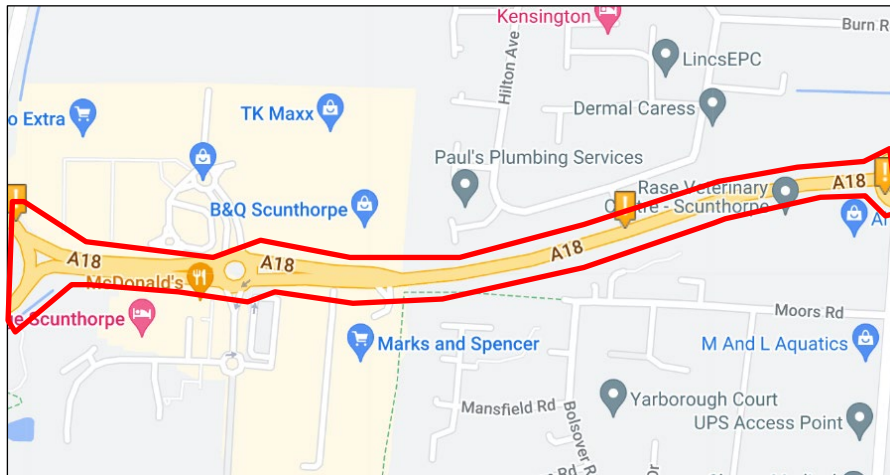 Kensington
Burn R
Hilton Ave
LincsEPC
o Extra
TK Maxx
Dermal Caress
Paul's Plumbing Services
B&Q Scunthorpe
Rase Veterinary
Centre - Scunthorpe
A18
A18
A18
A18
McDonald's
ge Scunthorpe
Moors Rd
Marks and Spencer
M And L Aquatics
Mansfield Rd
Bolsover R
Yarborough Court
UPS Access Point